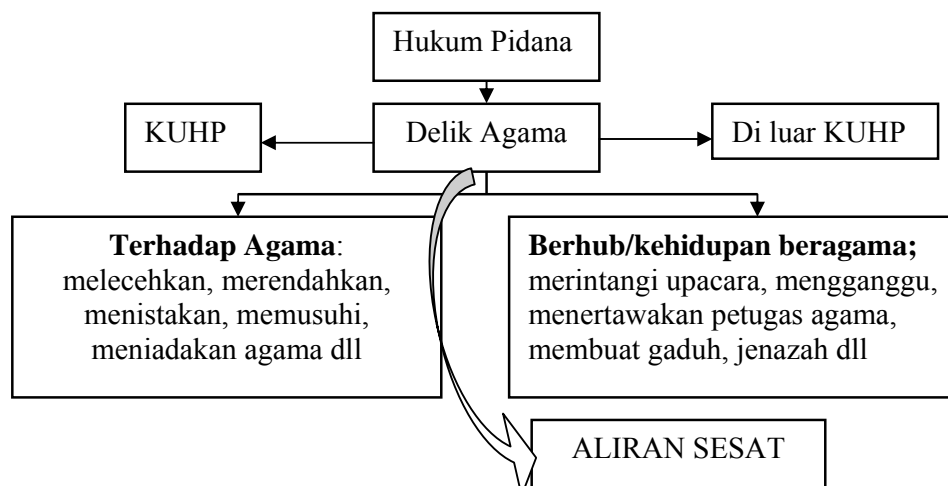 Hukum Pidana
KUHP
Delik Agama
Di luar KUHP
Terhadap Agama:
melecehkan, merendahkan,
menistakan, memusuhi,
meniadakan agama dll
Berhub/kehidupan beragama;
merintangi upacara, mengganggu,
menertawakan petugas agama,
membuat gaduh, jenazah dll
ALIRAN SESAT